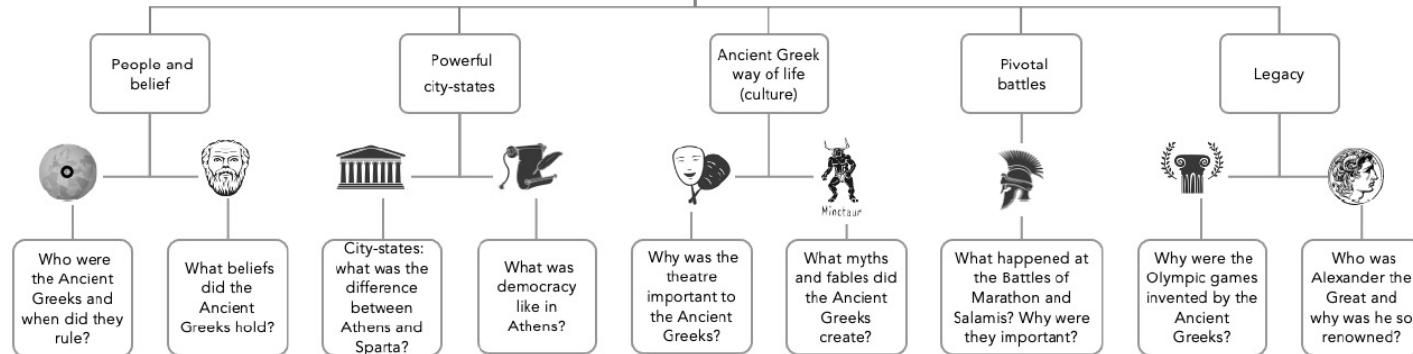 People and
belief
Powerful
city-states
Ancient Greek
way of life
(culture)
Pivotal
battles
Legacy
Minctaur
Who were
the Ancient
Greeks and
when did they
rule?
What beliefs
did the
Ancient
Greeks hold?
City-states:
what was the
difference
between
Athens and
Sparta?
What was
democracy
like in
Athens?
Why was the
theatre
important to
the Ancient
Greeks?
What myths
and fables did
the Ancient
Greeks
create?
What happened at
the Battles of
Marathon and
Salamis? Why were
they important?
Why were the
Olympic games
invented by the
Ancient
Greeks?
Who was
Alexander the
Great and
why was he so
renowned?